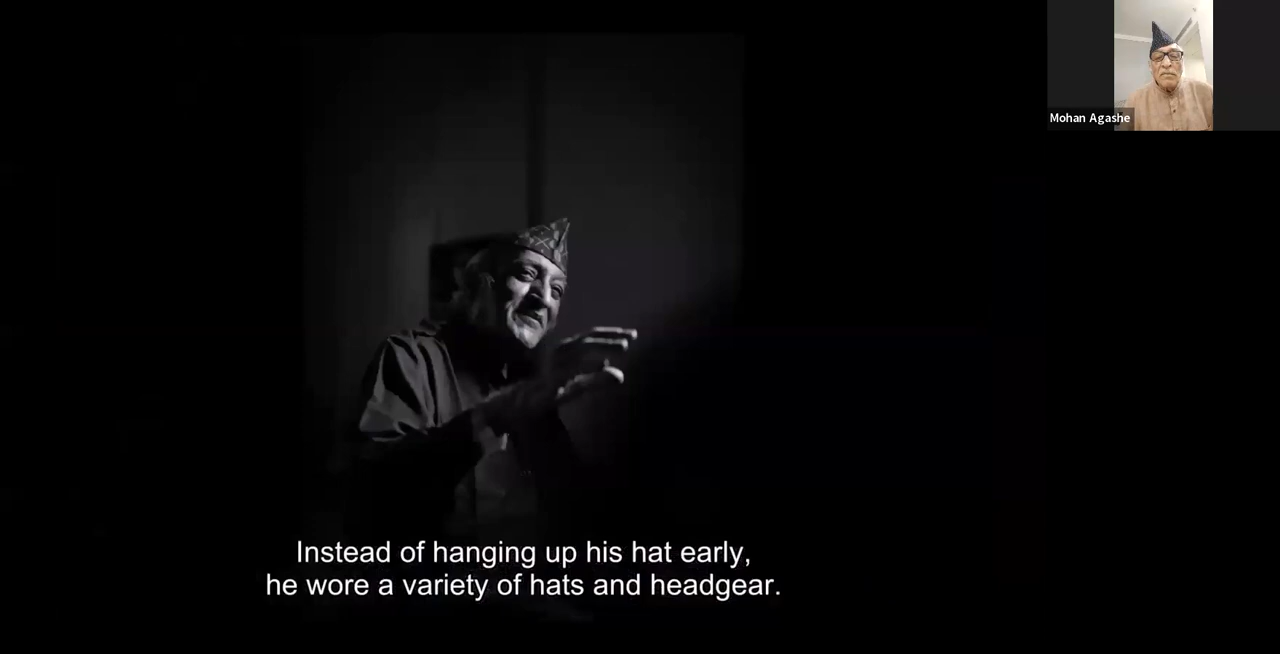 Mohan Agashe
Instead of hanging up his hat early,
he wore a variety of hats and headgear.